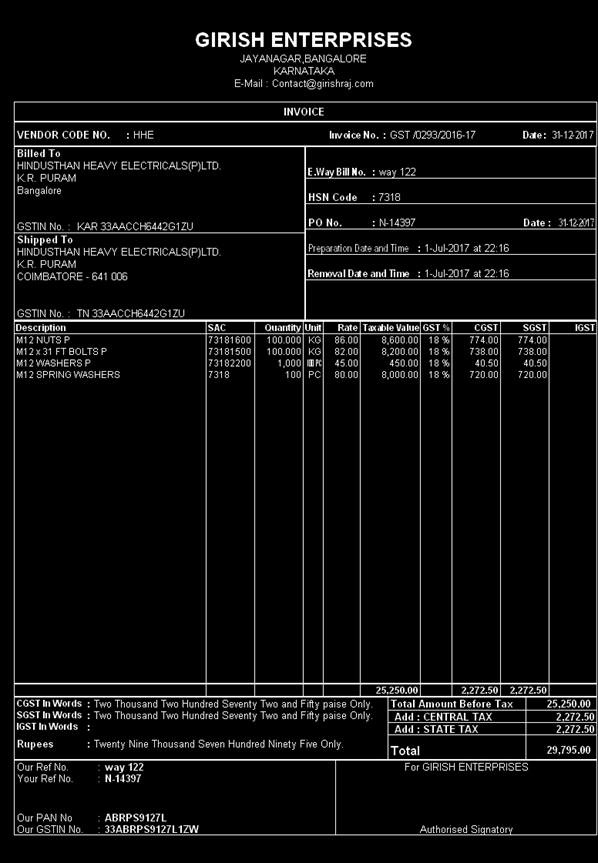 GIRISH ENTERPRISES
JAYANAGAR,BANGALORE
KARNATAKA
E-Mail : Contact@girishraj.com
INVOICE
VENDOR CODE NO. : HHE Invoice No. : GST /0293/2016-17 Date : 31-12-2017
Billed To
HINDUSTHAN HEAVY ELECTRICALS(P)LTD.
K.R. PURAM
Bangalore
GSTIN No. : KAR 33AACCH6442G1ZU
E.Way Bill No. : way 122
HSN Code : 7318
PO No. : N-14397 Date : 31-12-2017
Shipped To
HINDUSTHAN HEAVY ELECTRICALS(P)LTD.
K.R. PURAM
COIMBATORE - 641 006
GSTIN No. : TN 33AACCH6442G1ZU
Preparation Date and Time : 1-Jul-2017 at 22:16
Removal Date and Time : 1-Jul-2017 at 22:16
Description SAC Quantity Unit Rate Taxable Value GST % CGST SGST IGST
M12 NUTS P 73181600 100.000 KG 86.00 8,600.00 18 % 774.00 774.00
M12 x 31 FT BOLTS P 73181500 100.000 KG 82.00 8,200.00 18 % 738.00 738.00
M12 WASHERS P 73182200 1,000 45.00 450.00 18 % 40.50 40.50
M12 SPRING WASHERS 7318 100 PC 80.00 8,000.00 18 % 720.00 720.00
25,250.00 2,272.50 2,272.50
CGST In Words : Two Thousand Two Hundred Seventy Two and Fifty paise Only.
SGST In Words : Two Thousand Two Hundred Seventy Two and Fifty paise Only.
IGST In Words :
Rupees : Twenty Nine Thousand Seven Hundred Ninety Five Only.
Total Amount Before Tax 25,250.00
Add : CENTRAL TAX 2,272.50
Add : STATE TAX 2,272.50
Total 29,795.00
Our Ref No. : way 122
Your Ref No. : N-14397
Our PAN No : ABRPS9127L
Our GSTIN No. : 33ABRPS9127L1ZW
For GIRISH ENTERPRISES
Authorised Signatory